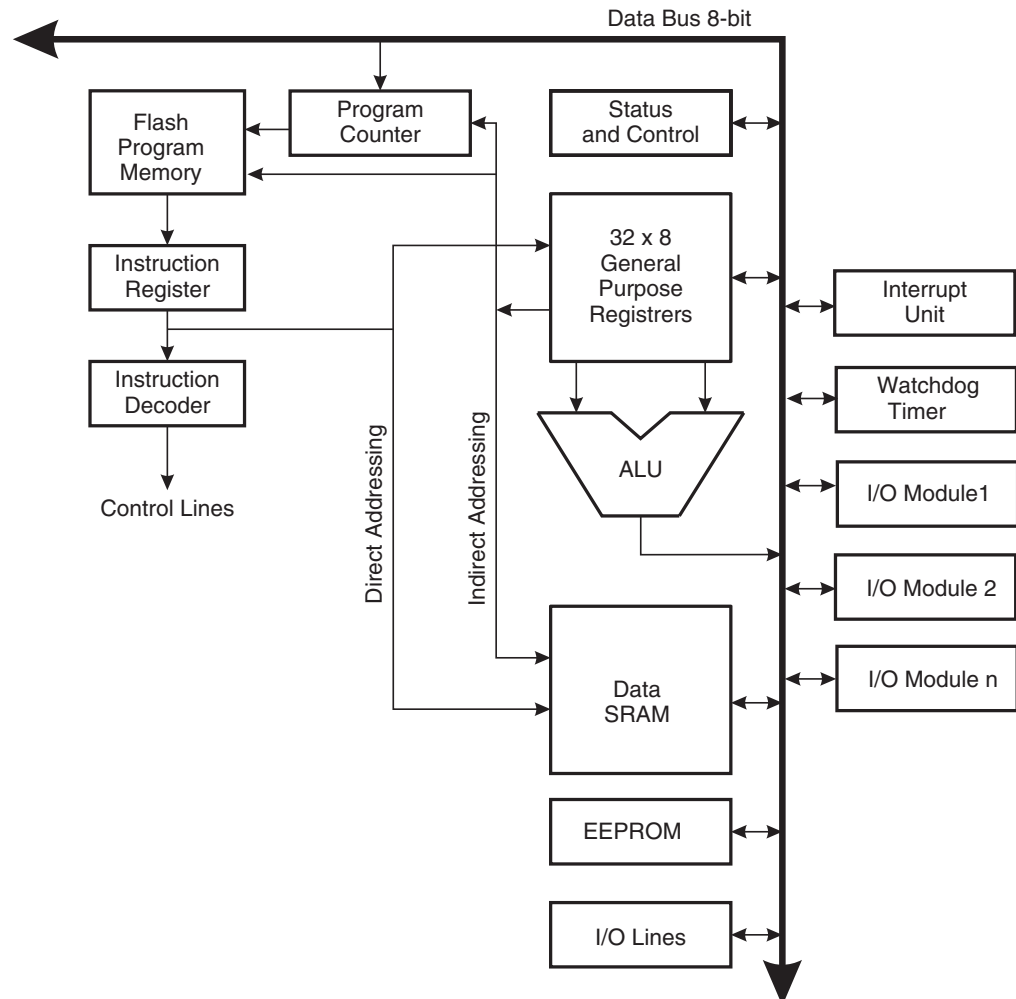 Data Bus 8-bit
Flash
Program
Memory
Program
Counter
Status
and Control
32 x 8
General
Purpose
Registrers
Instruction
Register
Interrupt
Unit
Instruction
Decoder
Watchdog
Timer
Direct Addressing
Indirect Addressing
ALU
I/O Module1
Control Lines
I/O Module 2
Data
SRAM
I/O Module n
EEPROM
I/O Lines